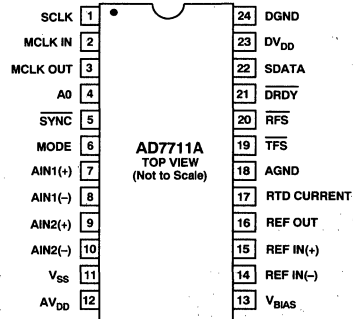 SCLK 1 24 DGND
MCLK IN 2 23 DVDD
MCLK OUT 3 22 SDATA
A0 4 21 DRDY
SYNC 5 20 RFS
MODE 6 19 TFS
AD7711A
TOP VIEW
(Not to Scale)
AIN1(+) 7 18 AGND
AIN1(–) 8 17 RTD CURRENT
AIN2(+) 9 16 REF OUT
AIN2(–) 10 15 REF IN(+)
VSS 11 14 REF IN(–)
AVDD 12 13 VBIAS